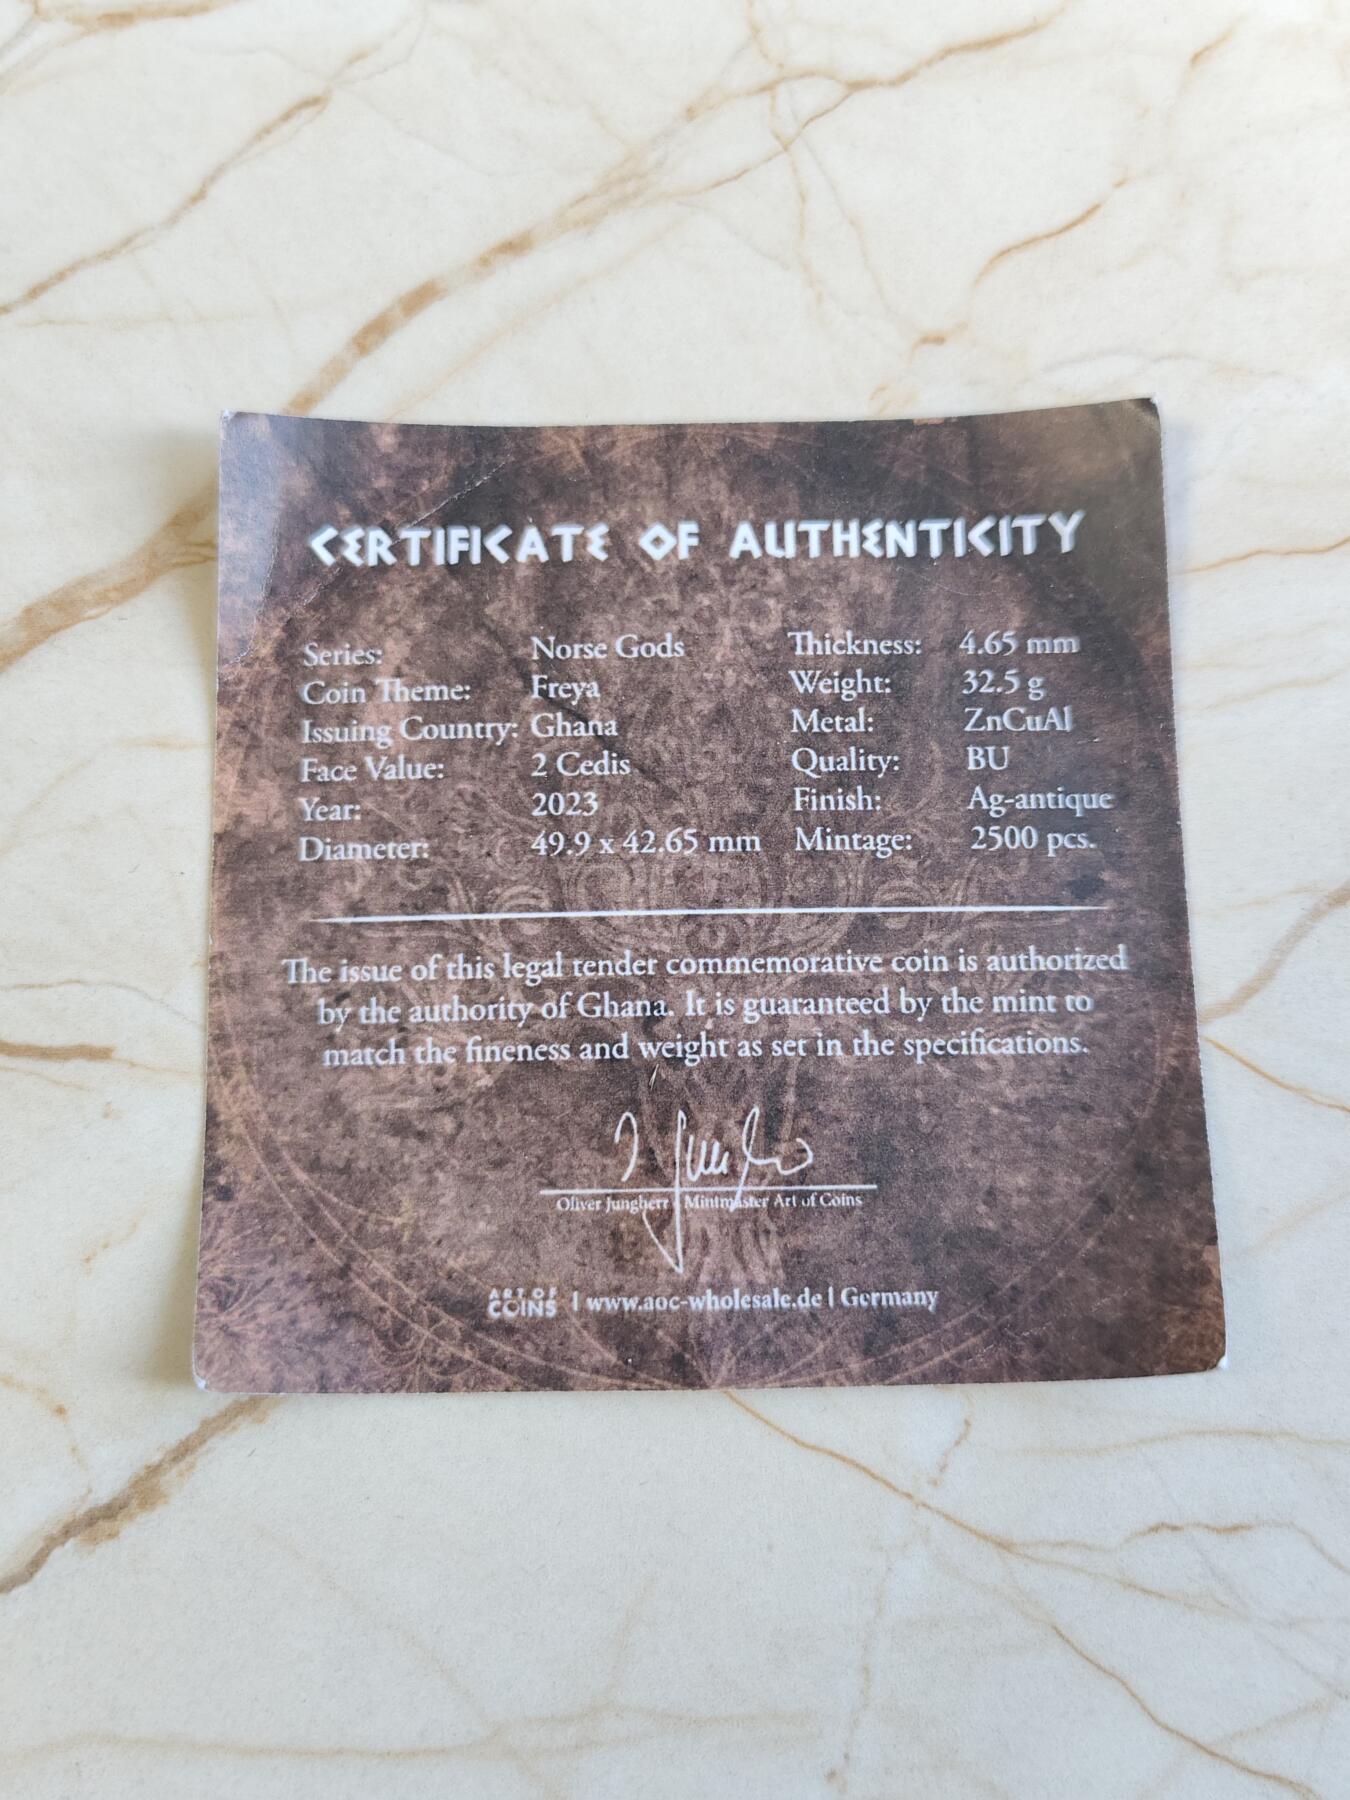 CERTIFICATE OF AUTHENTICITY
Series: Norse Gods
Coin Theme: Freya
Issuing Country: Ghana
Face Value: 2 Cedis
Year: 2023
Diameter: 49.9 x 42.65 mm
Thickness: 4.65 mm
Weight: 32.5 g
Metal: ZnCuAl
Quality: BU
Finish: Ag-antique
Mintage: 2500 pcs.
The issue of this legal tender commemorative coin is authorized
by the authority of Ghana. It is guaranteed by the mint to
match the fineness and weight as set in the specifications.
Oliver Jungherr | Mintmaster Art of Coins
ART OF
COINS | www.aoc-wholesale.de | Germany